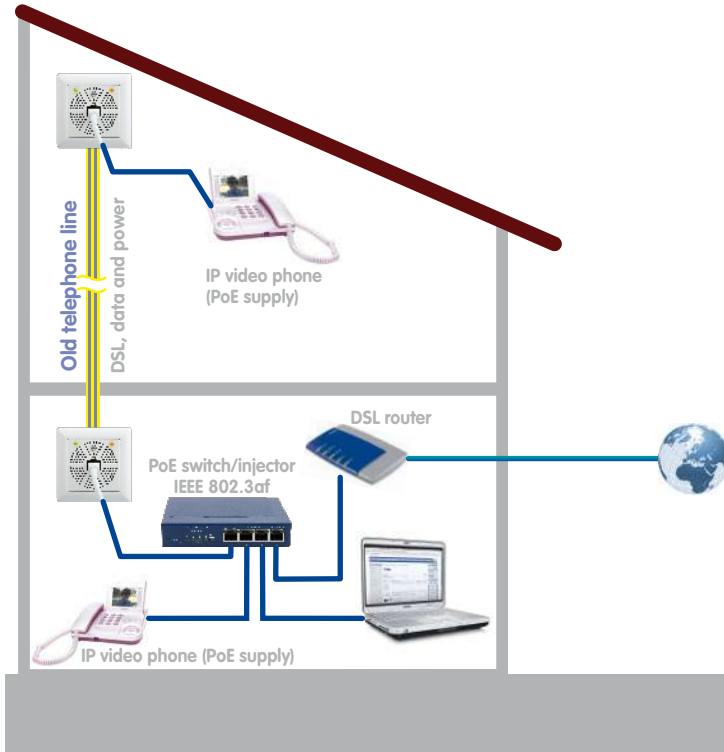 Old telephone line
DSL, data and power
IP video phone
(PoE supply)
DSL router
PoE switch/injector
IEEE 802.3af
IP video phone (PoE supply)